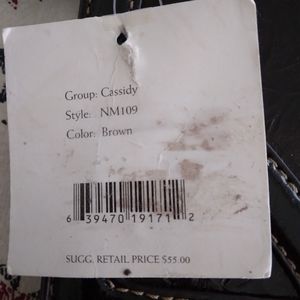 Group: Cassidy
Style: NM109
Color: Brown
6 39470 19171 2
SUGG. RETAIL PRICE $55.00